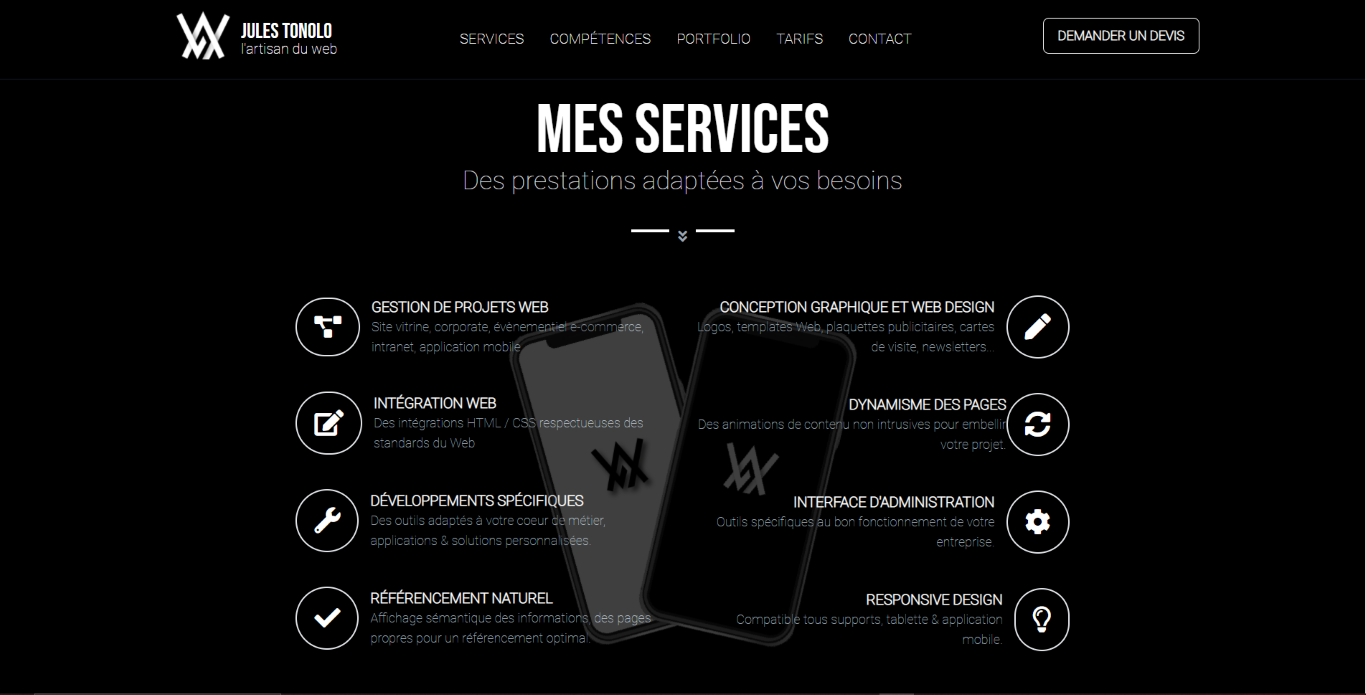 JULES TONOLO
l'artisan du web
SERVICES
COMPÉTENCES
PORTFOLIO
TARIFS
CONTACT
DEMANDER UN DEVIS
MES SERVICES
Des prestations adaptées à vos besoins
GESTION DE PROJETS WEB
Site vitrine, corporate, évènementiel e-commerce,
intranet, application mobile
INTÉGRATION WEB
Des intégrations HTML / CSS respectueuses des
standards du Web
DÉVELOPPEMENTS SPÉCIFIQUES
Des outils adaptés à votre coeur de métier,
applications & solutions personnalisées.
RÉFÉRENCEMENT NATUREL
Affichage sémantique des informations, des pages
propres pour un référencement optimal.
CONCEPTION GRAPHIQUE ET WEB DESIGN
Logos, templates Web, plaquettes publicitaires, cartes
de visite, newsletters...
DYNAMISME DES PAGES
Des animations de contenu non intrusives pour embellir
votre projet.
INTERFACE D'ADMINISTRATION
Outils spécifiques au bon fonctionnement de votre
entreprise.
RESPONSIVE DESIGN
Compatible tous supports, tablette & application
mobile.